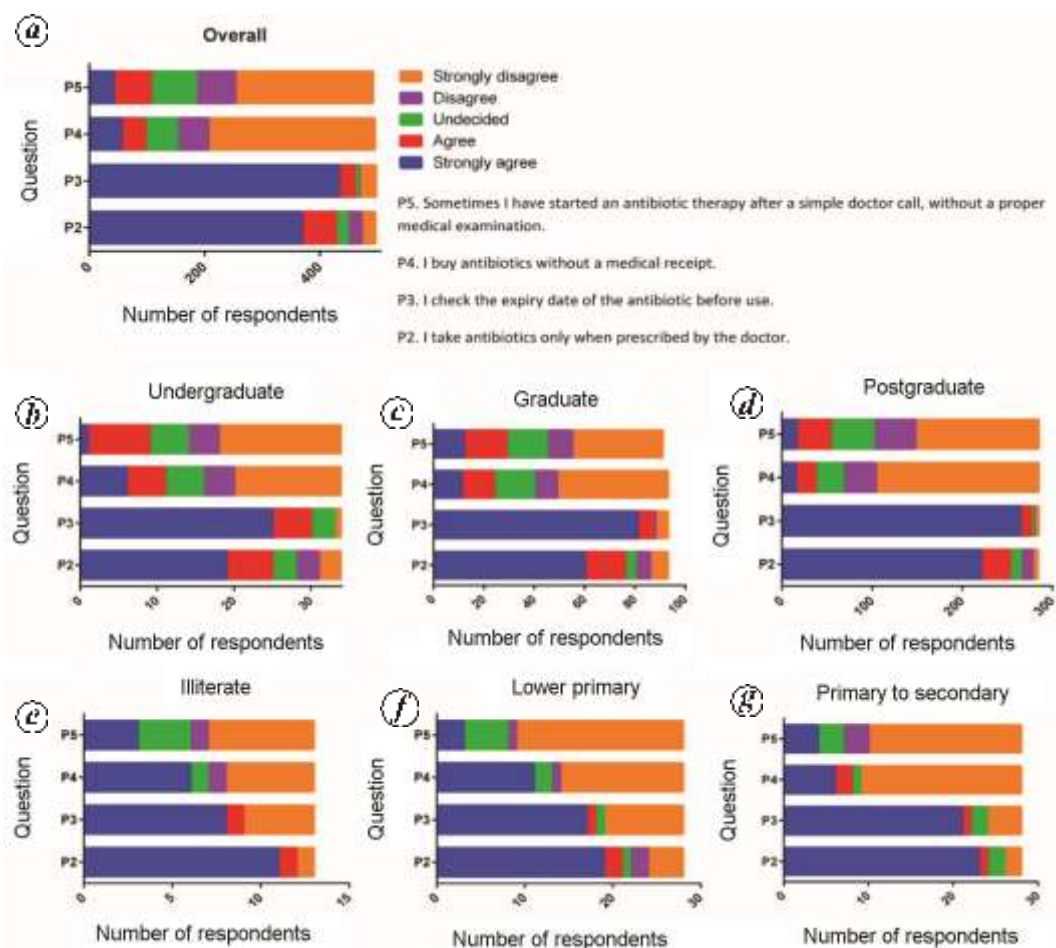 a
Overall
P5
P4
P3
P2
Question
0
200
400
Number of respondents
Strongly disagree
Disagree
Undecided
Agree
Strongly agree
P5. Sometimes I have started an antibiotic therapy after a simple doctor call, without a proper
medical examination.
P4. I buy antibiotics without a medical receipt.
P3. I check the expiry date of the antibiotic before use.
P2. I take antibiotics only when prescribed by the doctor.
b
Undergraduate
P5
P4
P3
P2
Question
0
10
20
30
Number of respondents
c
Graduate
P5
P4
P3
P2
Question
0
20
40
60
80
100
Number of respondents
d
Postgraduate
P5
P4
P3
P2
Question
0
100
200
300
Number of respondents
e
Illiterate
P5
P4
P3
P2
Question
0
5
10
15
Number of respondents
f
Lower primary
P5
P4
P3
P2
Question
0
10
20
30
Number of respondents
g
Primary to secondary
P5
P4
P3
P2
Question
0
10
20
30
Number of respondents